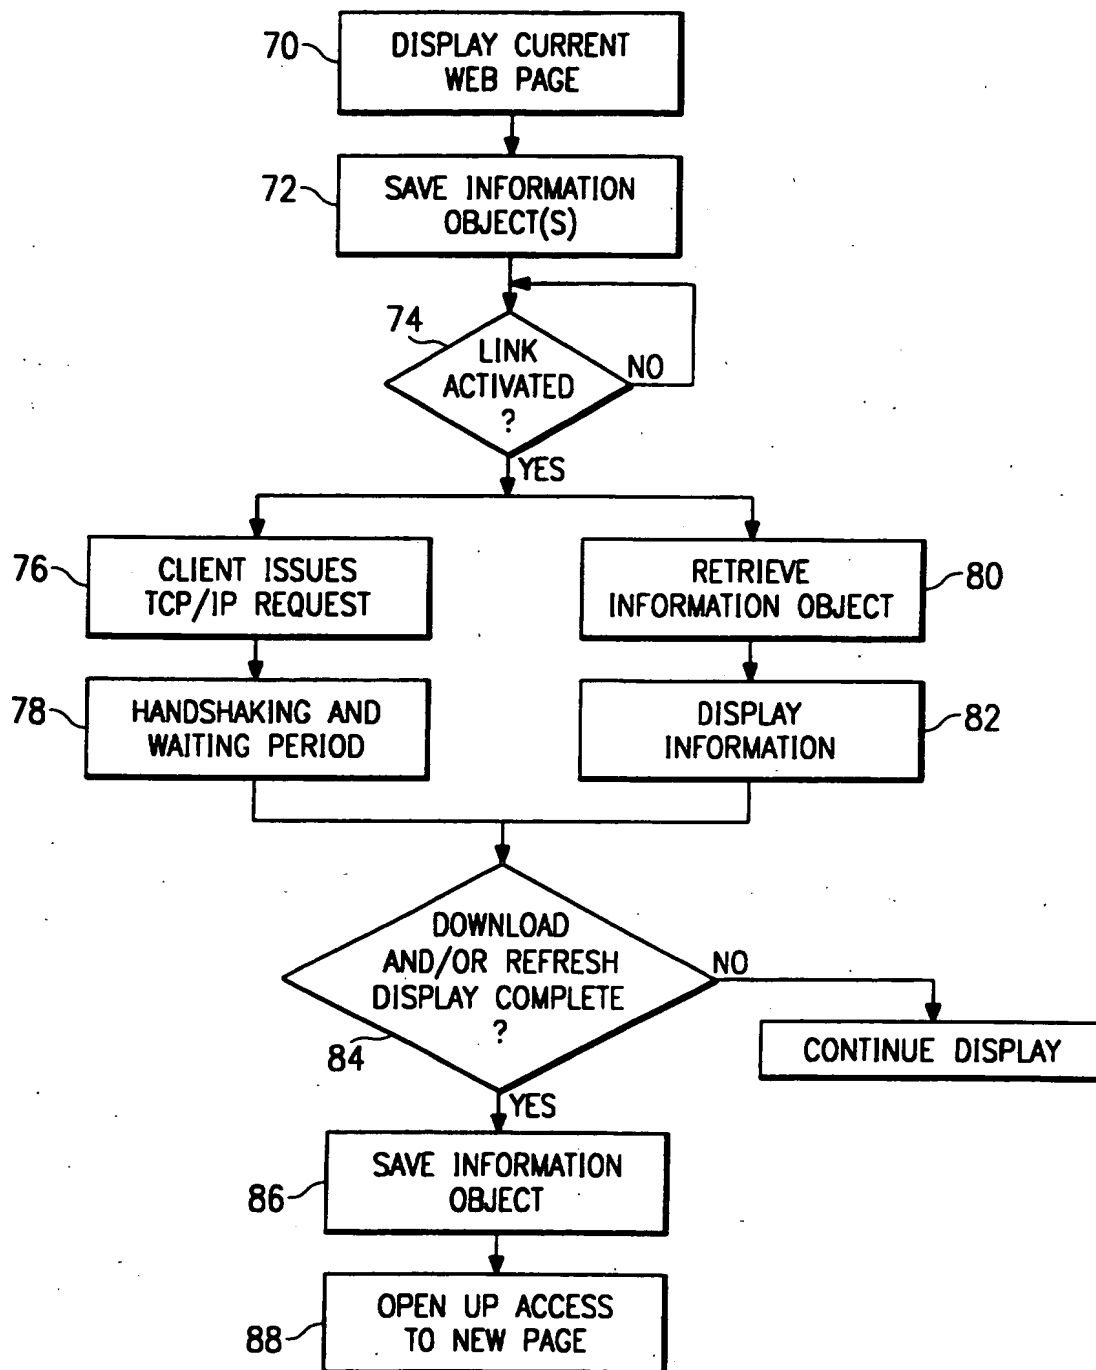 70
DISPLAY CURRENT
WEB PAGE
72
SAVE INFORMATION
OBJECT(S)
74
LINK
ACTIVATED
?
NO
YES
76
CLIENT ISSUES
TCP/IP REQUEST
RETRIEVE
INFORMATION OBJECT
80
78
HANDSHAKING AND
WAITING PERIOD
DISPLAY
INFORMATION
82
DOWNLOAD
AND/OR REFRESH
DISPLAY COMPLETE
?
84
NO
CONTINUE DISPLAY
YES
86
SAVE INFORMATION
OBJECT
88
OPEN UP ACCESS
TO NEW PAGE